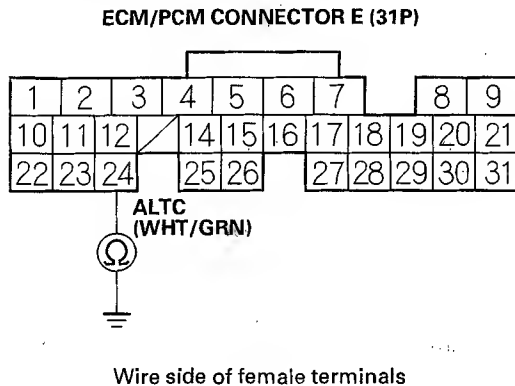 ECM/PCM CONNECTOR E (31P)
1 2 3 4 5 6 7 8 9
10 11 12 14 15 16 17 18 19 20 21
22 23 24 25 26 27 28 29 30 31
ALTC
(WHT/GRN)
Ω
Wire side of female terminals